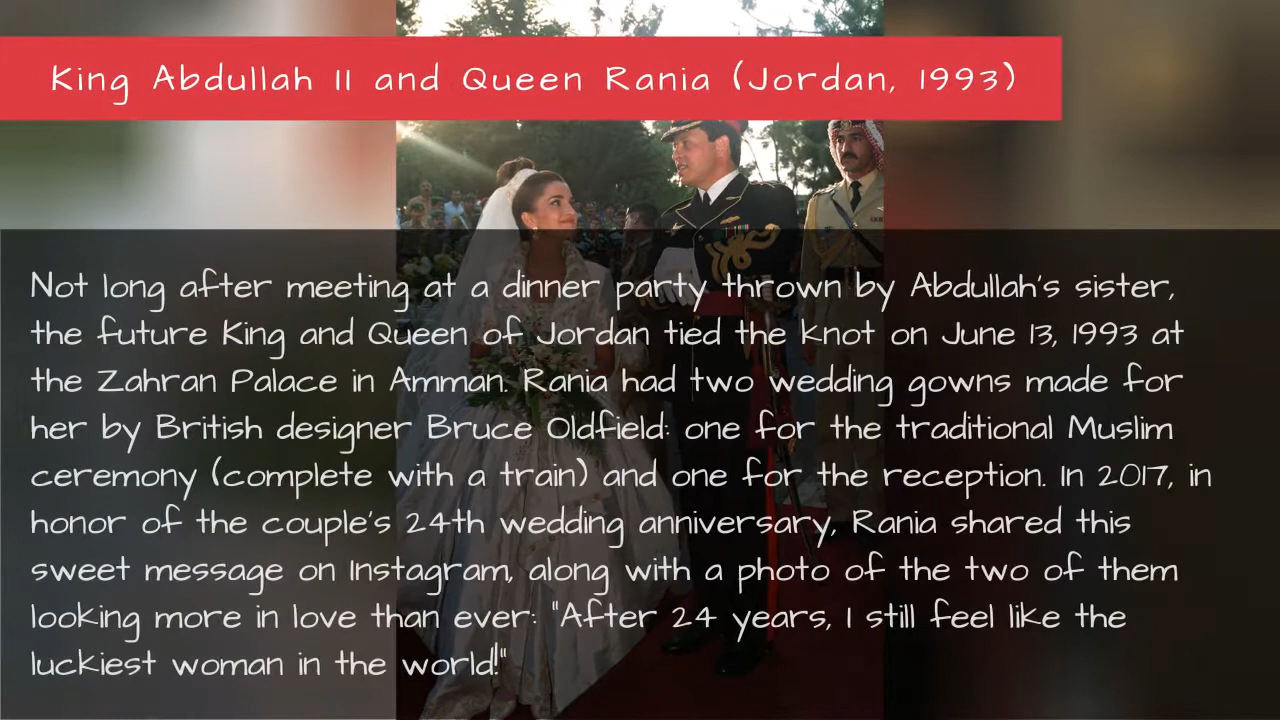 King Abdullah II and Queen Rania (Jordan, 1993)
Not long after meeting at a dinner party thrown by Abdullah's sister,
the future King and Queen of Jordan tied the knot on June 13, 1993 at
the Zahran Palace in Amman. Rania had two wedding gowns made for
her by British designer Bruce Oldfield: one for the traditional Muslim
ceremony (complete with a train) and one for the reception. In 2017, in
honor of the couple's 24th wedding anniversary, Rania shared this
sweet message on Instagram, along with a photo of the two of them
looking more in love than ever: "After 24 years, I still feel like the
luckiest woman in the world!"